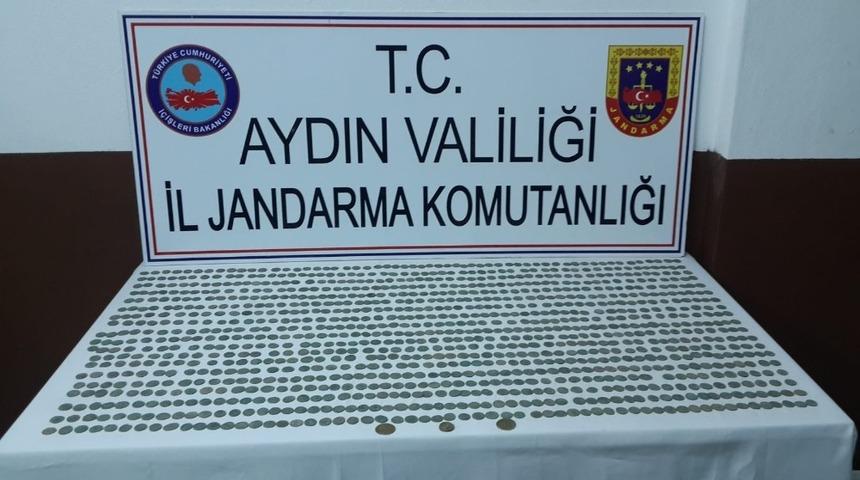 T.C.
AYDIN VALİLİĞİ
İL JANDARMA KOMUTANLIĞI
TÜRKİYE CUMHURİYETİ
İÇİŞLERİ BAKANLIĞI
JANDARMA